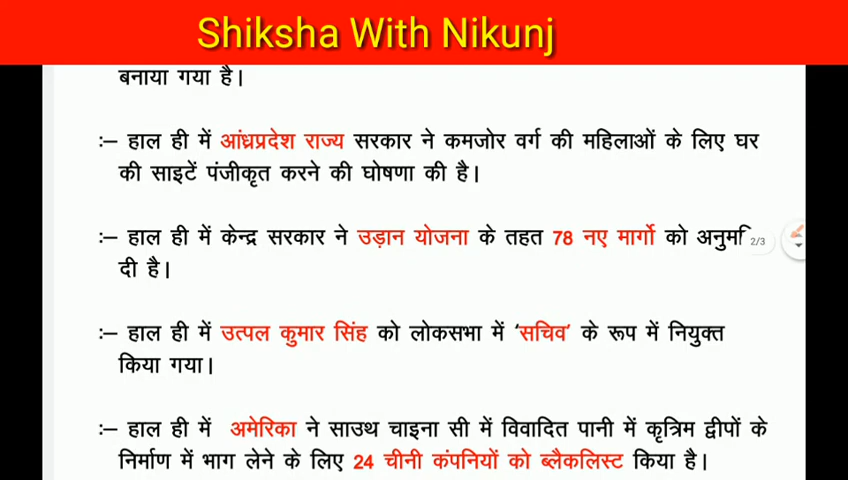 Shiksha With Nikunj
बनाया गया है।
:– हाल ही में आंध्रप्रदेश राज्य सरकार ने कमजोर वर्ग की महिलाओं के लिए घर
की साइटें पंजीकृत करने की घोषणा की है।
:– हाल ही में केन्द्र सरकार ने उड़ान योजना के तहत 78 नए मार्गो को
2/3
दी है।
:– हाल ही में उत्पल कुमार सिंह को लोकसभा में ‘सचिव’ के रूप में नियुक्त
किया गया।
:– हाल ही में अमेरिका ने साउथ चाइना सी में विवादित पानी में कृत्रिम द्वीपों के
निर्माण में भाग लेने के लिए 24 चीनी कंपनियों को ब्लैकलिस्ट किया है।